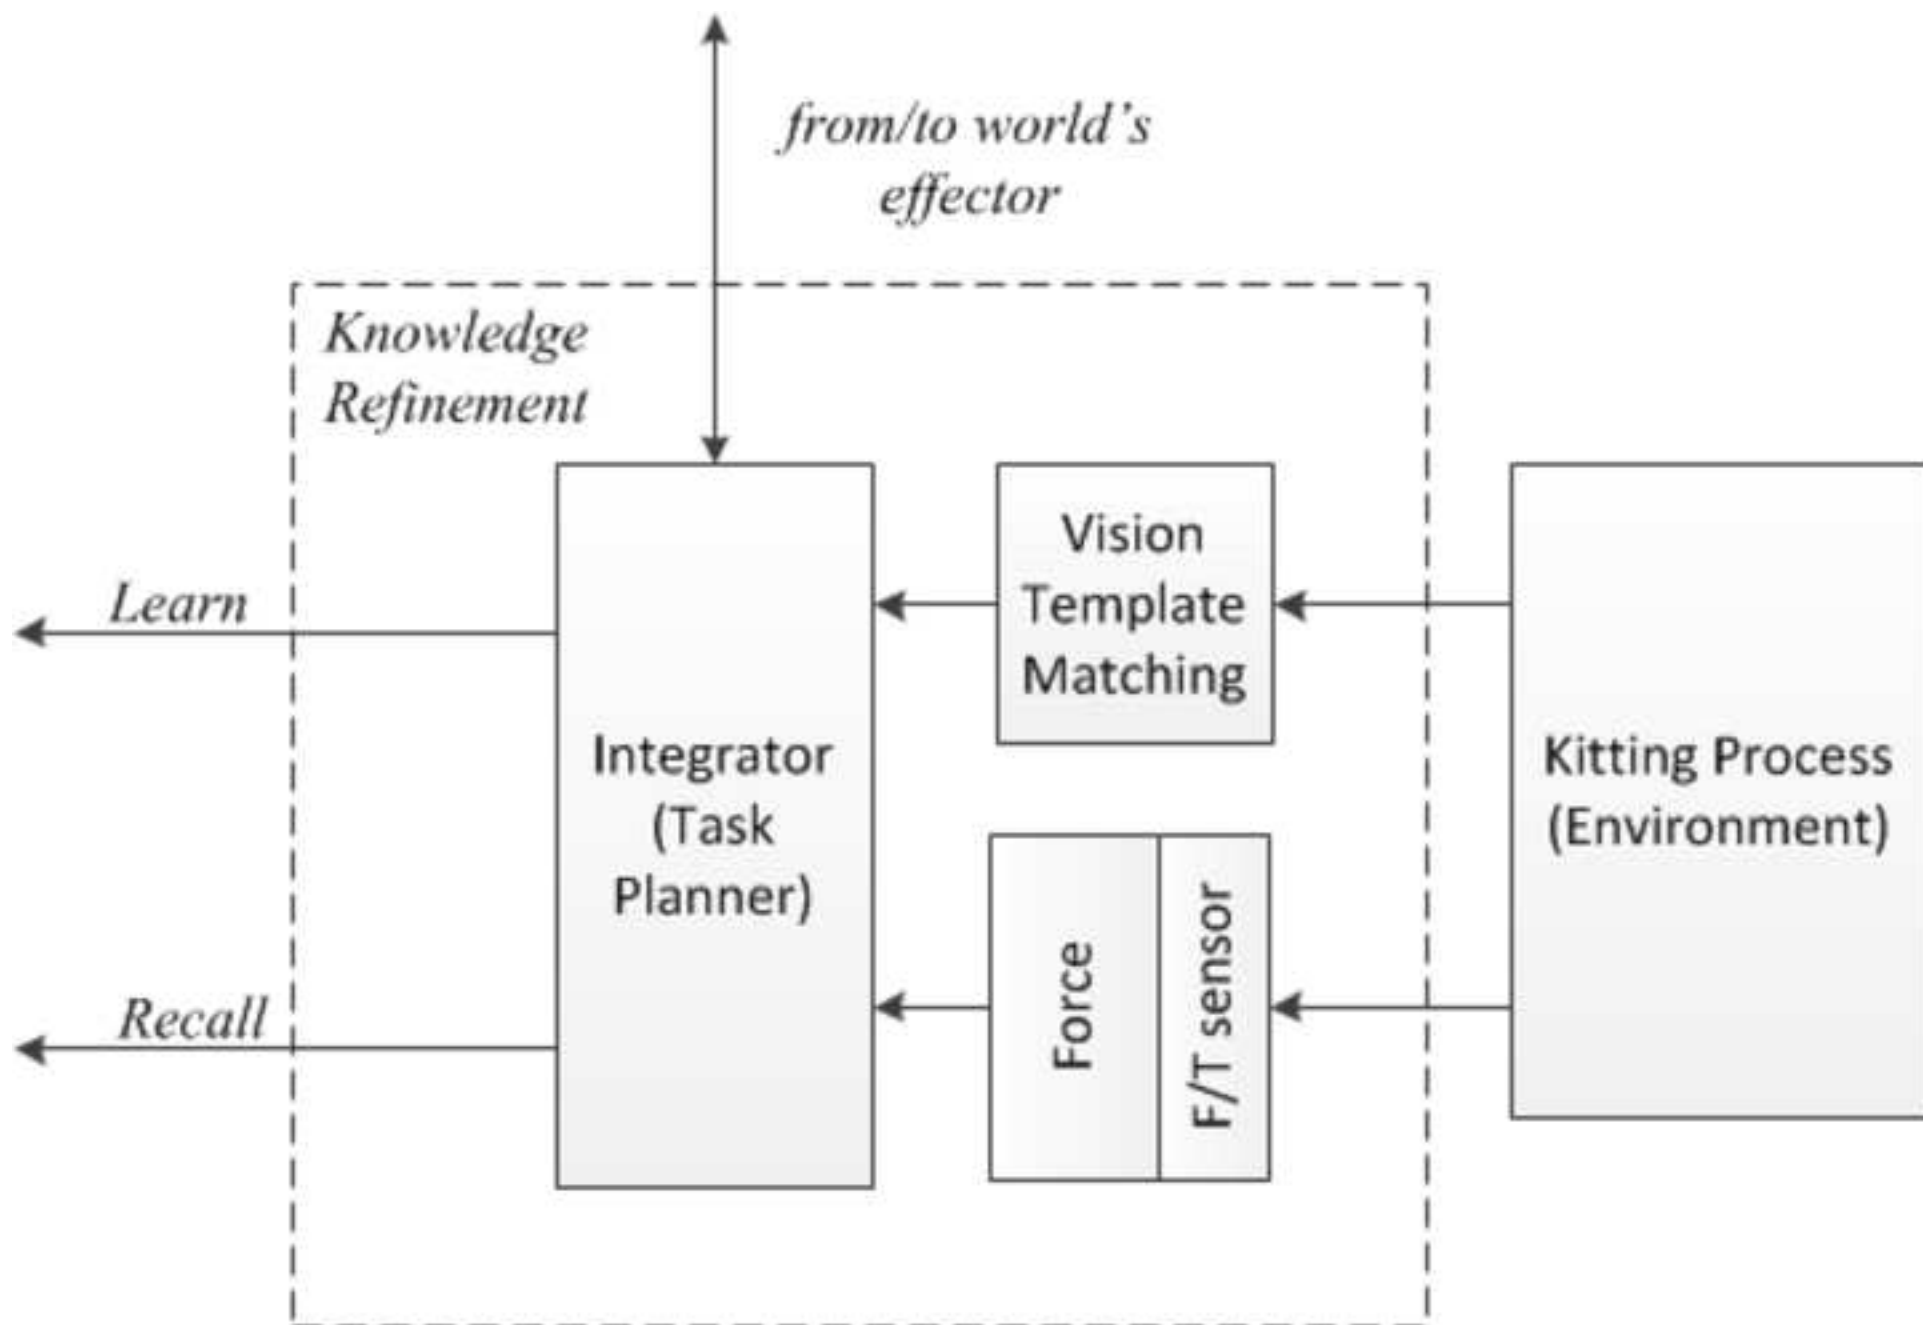 from/to world's
effector
Knowledge
Refinement
Learn
Recall
Integrator
(Task
Planner)
Vision
Template
Matching
Force
F/T sensor
Kitting Process
(Environment)